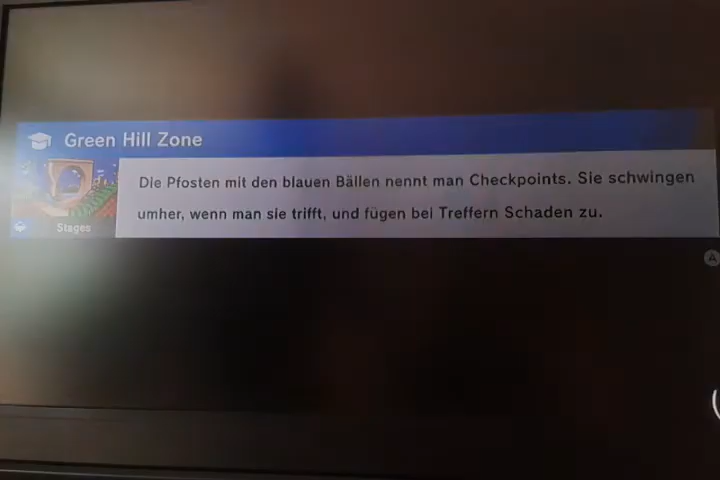 Green Hill Zone
Die Pfosten mit den blauen Bällen nennt man Checkpoints. Sie schwingen
umher, wenn man sie trifft, und fügen bei Treffern Schaden zu.
Stages
A